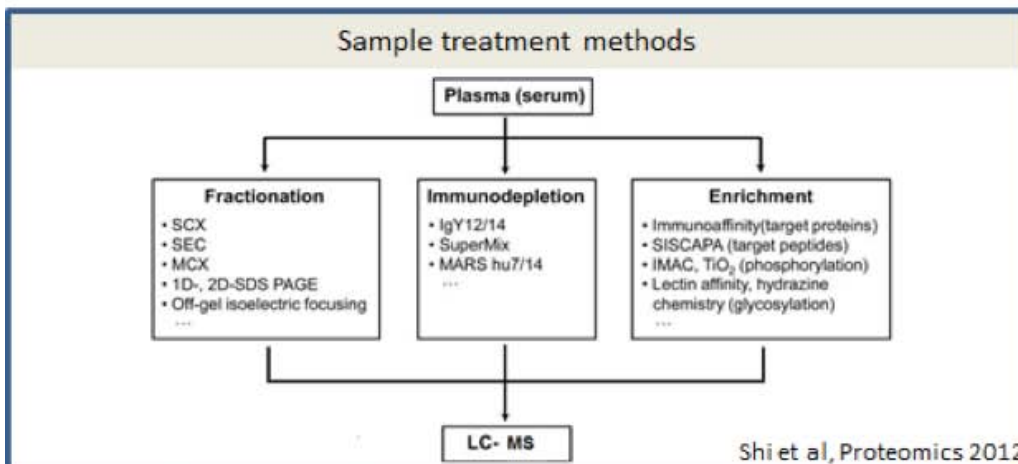 Sample treatment methods
Plasma (serum)
Fractionation
• SCX
• SEC
• MCX
• 1D-, 2D-SDS PAGE
• Off-gel isoelectric focusing
...
Immunodepletion
• IgY12/14
• SuperMix
• MARS hu7/14
...
Enrichment
• Immunoaffinity(target proteins)
• SISCAPA (target peptides)
• IMAC, TiO₂ (phosphorylation)
• Lectin affinity, hydrazine
chemistry (glycosylation)
...
LC- MS
Shi et al, Proteomics 2012